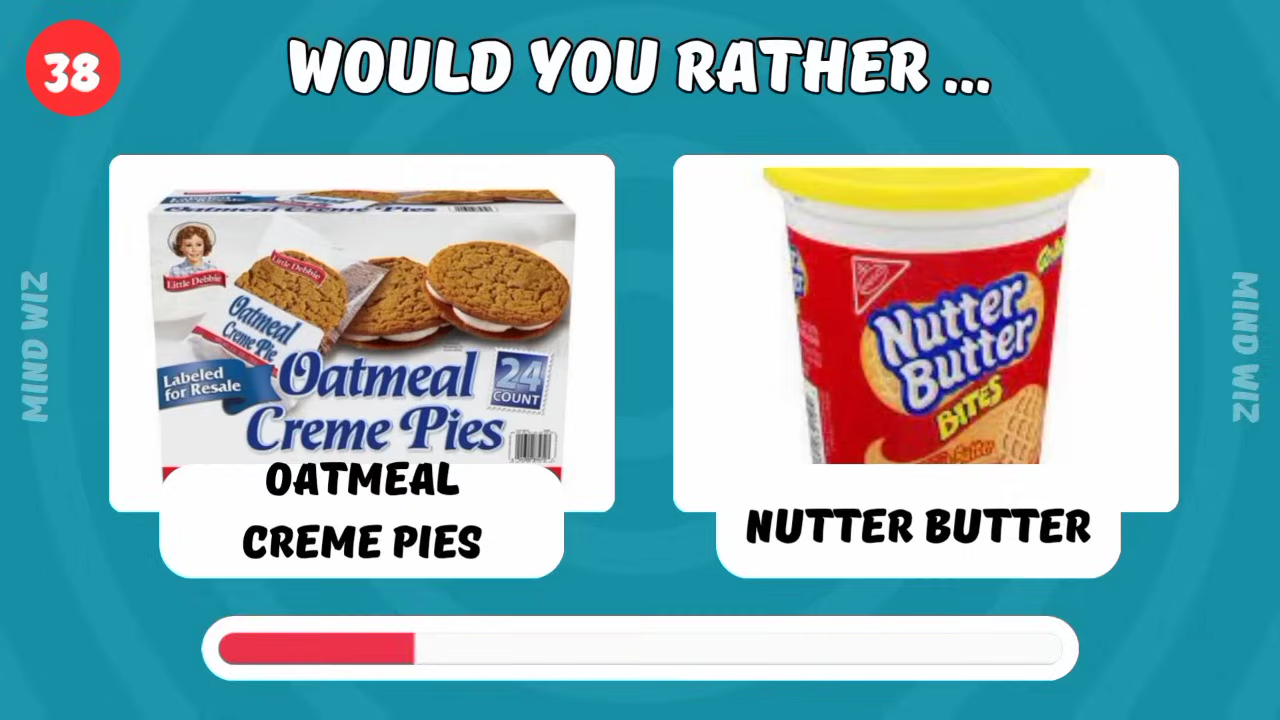 38
WOULD YOU RATHER ...
MIND WIZ
MIND WIZ
Oatmeal Creme Pies
Little Debbie
Little Debbie
Oatmeal
Creme Pie
Labeled
for Resale
Oatmeal
Creme Pies
24
COUNT
OATMEAL
CREME PIES
Nutter
Butter
BITES
NUTTER BUTTER